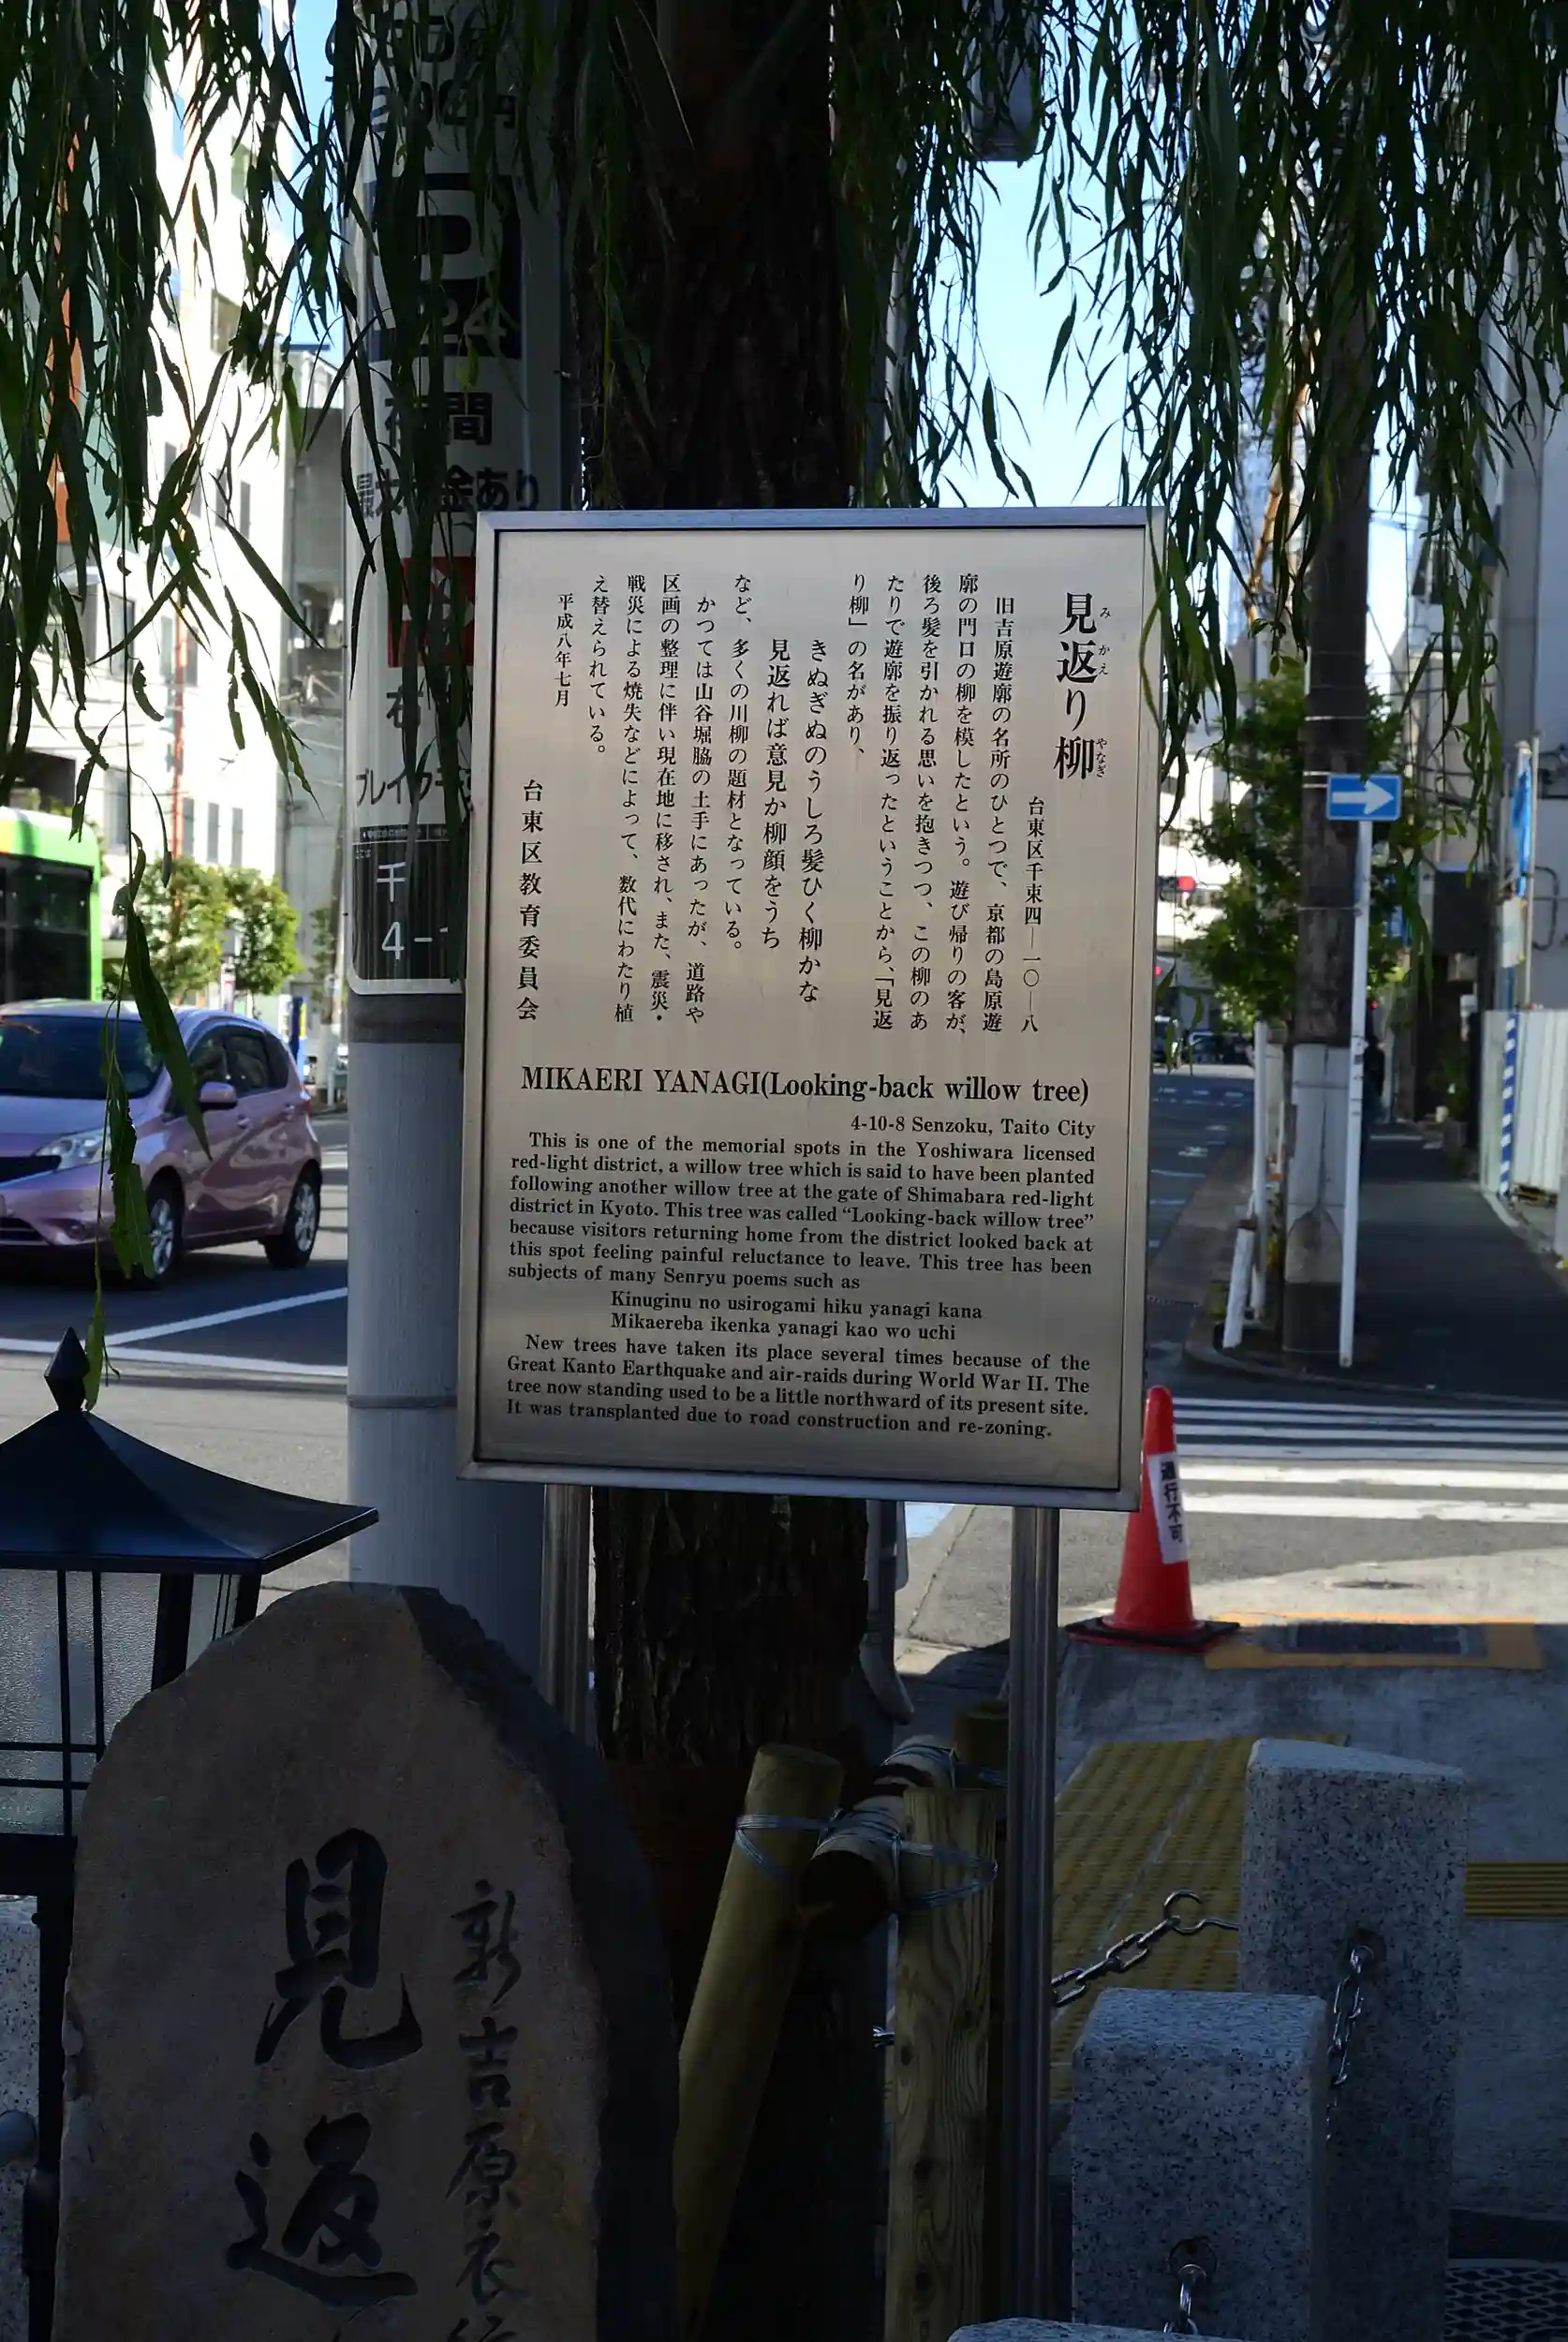 24
間
金あり
千
4-
見返り柳
みかえ やなぎ
台東区千束四―一〇―八
旧吉原遊廓の名所のひとつで、京都の島原遊
廓の門口の柳を模したという。遊び帰りの客が、
後ろ髪を引かれる思いを抱きつつ、この柳のあ
たりで遊廓を振り返ったということから、「見返
り柳」の名があり、
きぬぎぬのうしろ髪ひく柳かな
見返れば意見か柳顔をうち
など、多くの川柳の題材となっている。
かつては山谷堀脇の土手にあったが、道路や
区画の整理に伴い現在地に移され、また、震災・
戦災による焼失などによって、数代にわたり植
え替えられている。
平成八年七月
台東区教育委員会
MIKAERI YANAGI(Looking-back willow tree)
4-10-8 Senzoku, Taito City
This is one of the memorial spots in the Yoshiwara licensed
red-light district, a willow tree which is said to have been planted
following another willow tree at the gate of Shimabara red-light
district in Kyoto. This tree was called “Looking-back willow tree”
because visitors returning home from the district looked back at
this spot feeling painful reluctance to leave. This tree has been
subjects of many Senryu poems such as
Kinuginu no usirogami hiku yanagi kana
Mikaereba ikenka yanagi kao wo uchi
New trees have taken its place several times because of the
Great Kanto Earthquake and air-raids during World War II. The
tree now standing used to be a little northward of its present site.
It was transplanted due to road construction and re-zoning.
通行不可
新吉原衣
見返